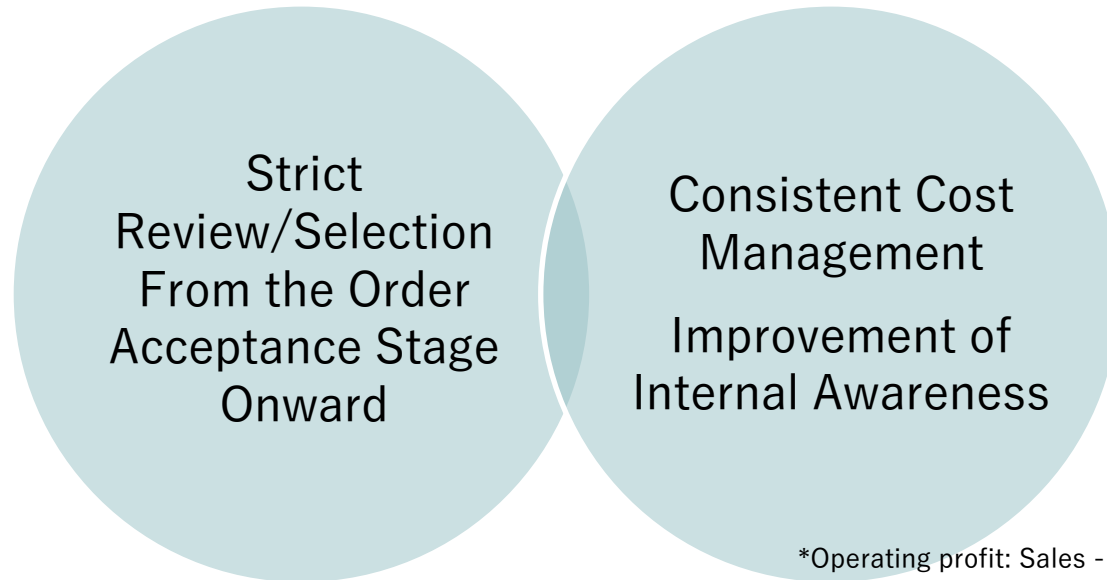 Strict
Review/Selection
From the Order
Acceptance Stage
Onward
Consistent Cost
Management
Improvement of
Internal Awareness
*Operating profit: Sales -